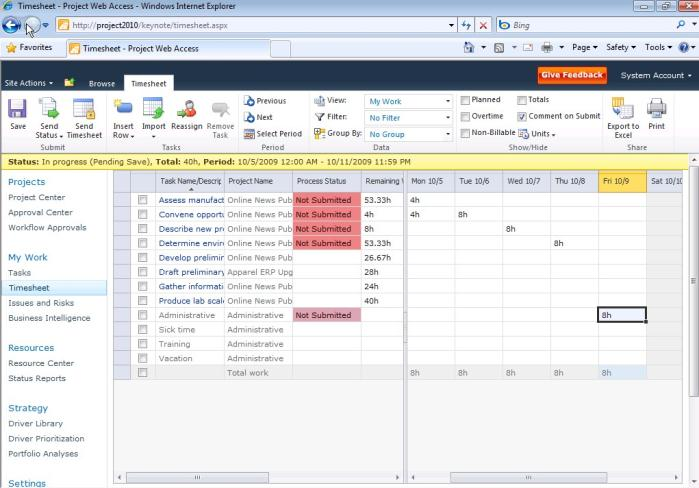 Timesheet - Project Web Access - Windows Internet Explorer
http://project2010/keynote/timesheet.aspx
Bing
Favorites Timesheet - Project Web Access Page Safety Tools
Give Feedback System Account
Site Actions Browse Timesheet
Save Send Status Send Timesheet Insert Row Import Reassign Remove Task
Previous View: My Work Planned Totals
Next Filter: No Filter Overtime Comment on Submit
Select Period Group By: No Group Non-Billable Units
Export to Excel Print
Submit Tasks Period Data Show/Hide Share
Status: In progress (Pending Save), Total: 40h, Period: 10/5/2009 12:00 AM - 10/11/2009 11:59 PM
Projects
Project Center
Approval Center
Workflow Approvals
My Work
Tasks
Timesheet
Issues and Risks
Business Intelligence
Resources
Resource Center
Status Reports
Strategy
Driver Library
Driver Prioritization
Portfolio Analyses
Settings
Task Name/Descrip Project Name Process Status Remaining Mon 10/5 Tue 10/6 Wed 10/7 Thu 10/8 Fri 10/9 Sat 10/10
Assess manufact Online News Pub Not Submitted 53.33h 4h
Convene opportu Online News Pub Not Submitted 4h 4h 8h
Describe new pr Online News Pub Not Submitted 8h 8h
Determine envir Online News Pub Not Submitted 53.33h 8h
Develop prelimin Online News Pub 26.67h
Draft preliminary Apparel ERP Upg 28h
Gather informati Online News Pub 24h
Produce lab scal Online News Pub 40h
Administrative Administrative Not Submitted 8h
Sick time Administrative
Training Administrative
Vacation Administrative
Total work 8h 8h 8h 8h 8h